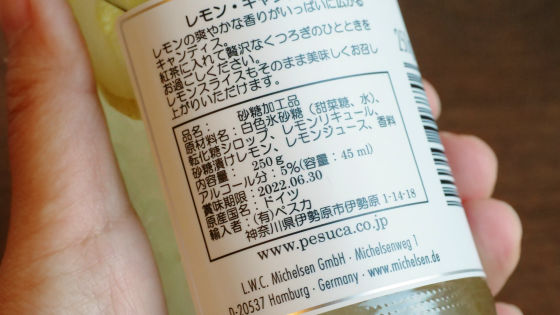 レモン・キャン
レモンの爽やかな香りがいっぱいに広がる
キャンディス。
紅茶に入れて贅沢なくつろぎのひとときを
お過ごしください。
レモンスライスもそのまま美味しくお召し
上がりいただけます。
品名： 砂糖加工品
原材料名：白色氷砂糖（甜菜糖、水）、
転化糖シロップ、レモンリキュール、
砂糖漬けレモン、レモンジュース、香料
内容量： 250g
アルコール分：5%(容量：45ml)
賞味期限：2022.06.30
原産国名：ドイツ
輸入者：(有)ペスカ
神奈川県伊勢原市伊勢原1-14-18
www.pesuca.co.jp
L.W.C. Michelsen GmbH · Michelsenweg 1
D-20537 Hamburg · Germany · www.michelsen.de